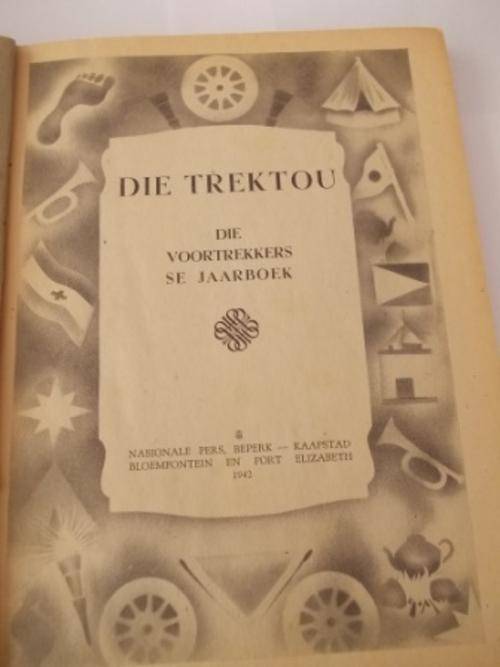 DIE TREKTOU
DIE
VOORTREKKERS
SE JAARBOEK
NASIONALE PERS, BEPERK — KAAPSTAD
BLOEMFONTEIN EN PORT ELIZABETH
1942